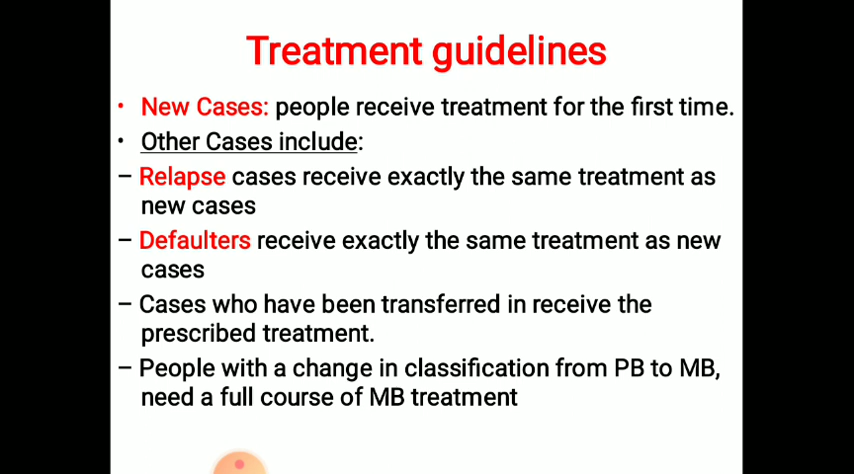 Treatment guidelines
• New Cases: people receive treatment for the first time.
• Other Cases include:
– Relapse cases receive exactly the same treatment as
new cases
– Defaulters receive exactly the same treatment as new
cases
– Cases who have been transferred in receive the
prescribed treatment.
– People with a change in classification from PB to MB,
need a full course of MB treatment